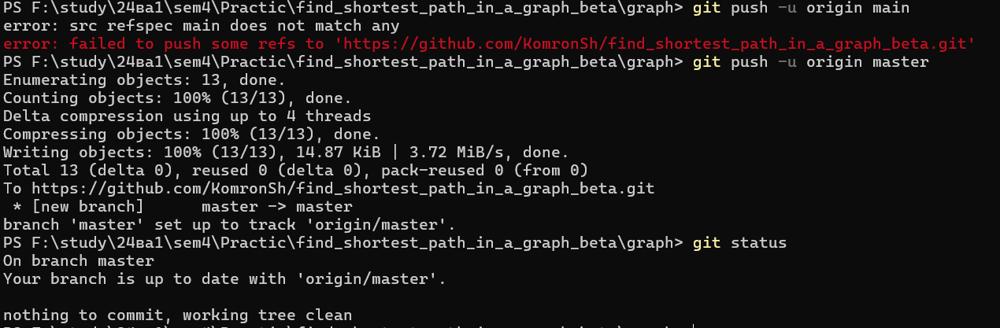 PS F:\study\24ва1\sem4\Practic\find_shortest_path_in_a_graph_beta\graph> git push -u origin main
error: src refspec main does not match any
error: failed to push some refs to 'https://github.com/KomronSh/find_shortest_path_in_a_graph_beta.git'
PS F:\study\24ва1\sem4\Practic\find_shortest_path_in_a_graph_beta\graph> git push -u origin master
Enumerating objects: 13, done.
Counting objects: 100% (13/13), done.
Delta compression using up to 4 threads
Compressing objects: 100% (13/13), done.
Writing objects: 100% (13/13), 14.87 KiB | 3.72 MiB/s, done.
Total 13 (delta 0), reused 0 (delta 0), pack-reused 0 (from 0)
To https://github.com/KomronSh/find_shortest_path_in_a_graph_beta.git
 * [new branch]      master -> master
branch 'master' set up to track 'origin/master'.
PS F:\study\24ва1\sem4\Practic\find_shortest_path_in_a_graph_beta\graph> git status
On branch master
Your branch is up to date with 'origin/master'.
nothing to commit, working tree clean